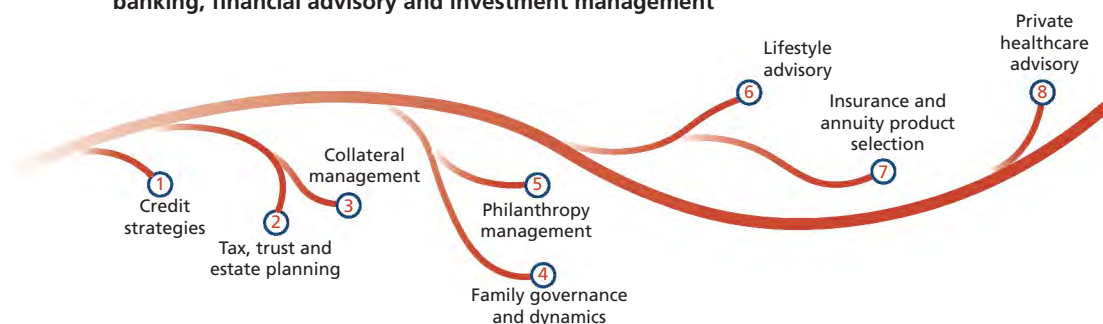 banking, financial advisory and investment management
1
Credit
strategies
2
Tax, trust and
estate planning
3
Collateral
management
4
Family governance
and dynamics
5
Philanthropy
management
6
Lifestyle
advisory
7
Insurance and
annuity product
selection
8
Private
healthcare
advisory